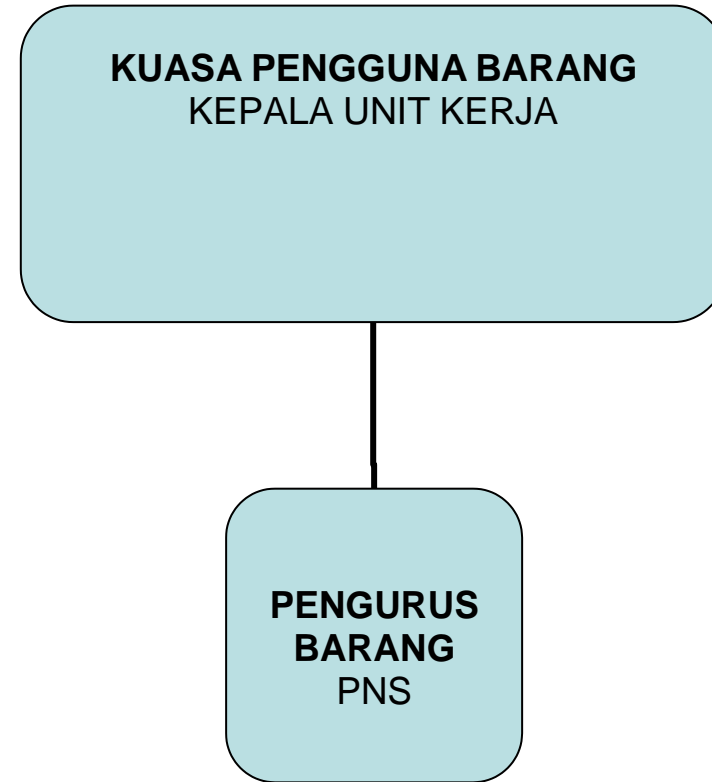 KUASA PENGGUNA BARANG
KEPALA UNIT KERJA
PENGURUS
BARANG
PNS